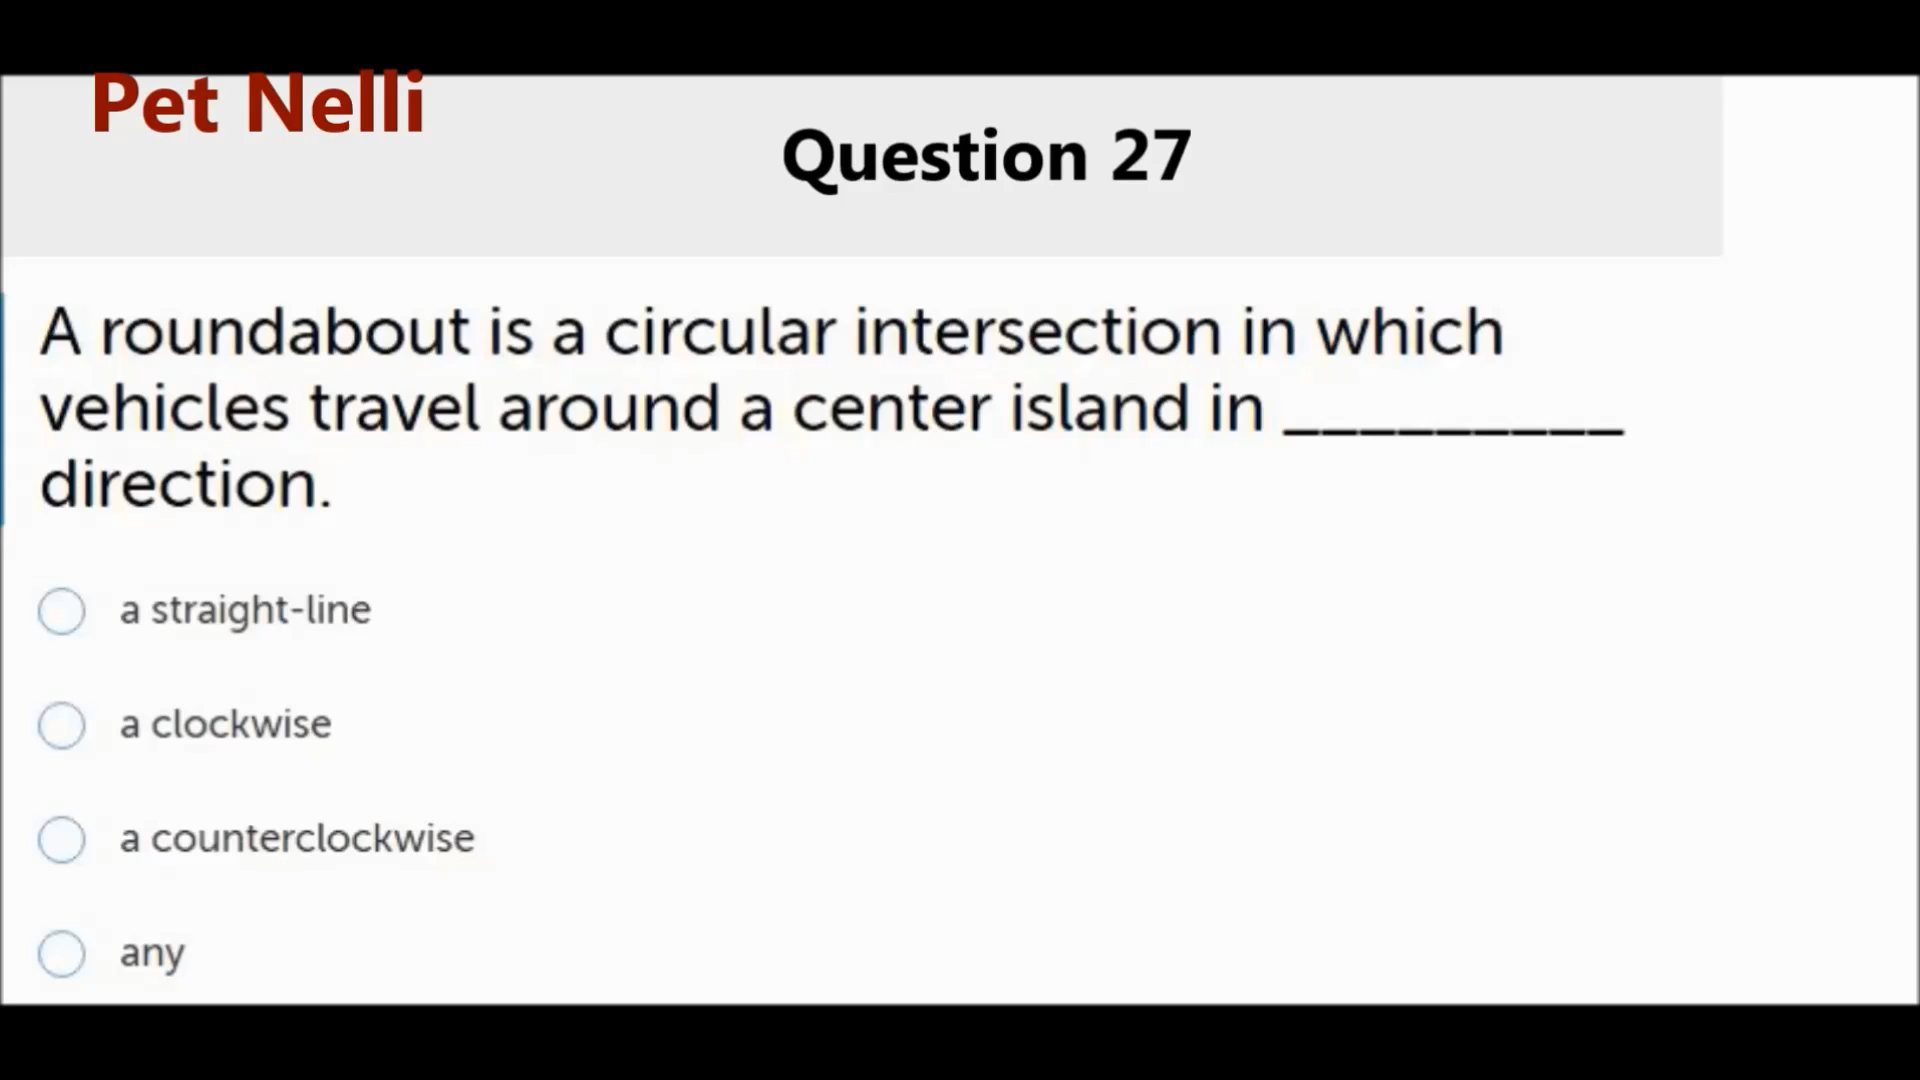 Pet Nelli
Question 27
A roundabout is a circular intersection in which
vehicles travel around a center island in _________
direction.
a straight-line
a clockwise
a counterclockwise
any